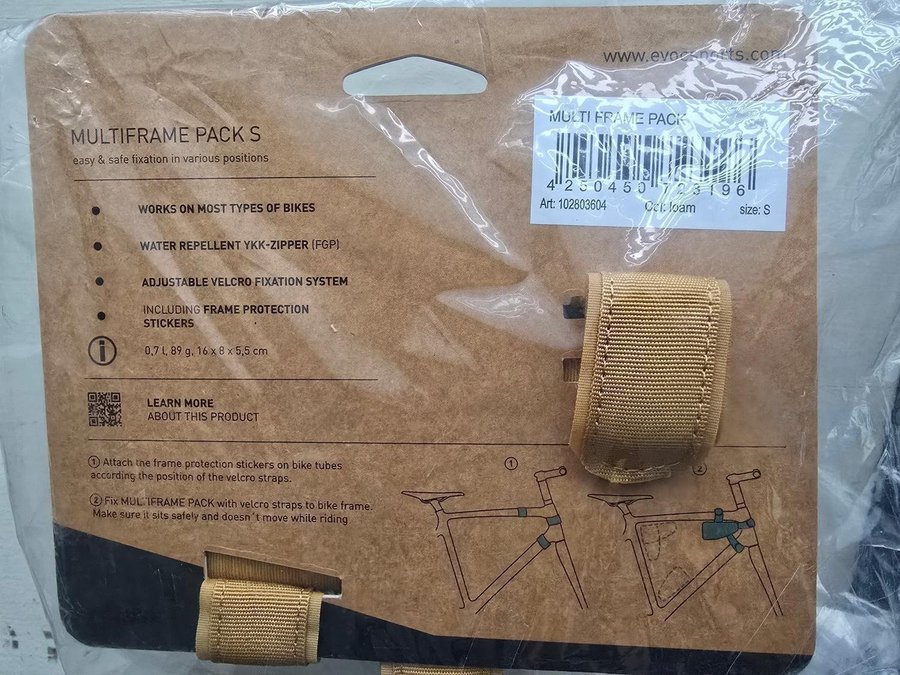 www.evocsports.com
MULTI FRAME PACK
4 250450 723196
Art: 102803604 Col: loam size: S
MULTIFRAME PACK S
easy & safe fixation in various positions
WORKS ON MOST TYPES OF BIKES
WATER REPELLENT YKK-ZIPPER (FGP)
ADJUSTABLE VELCRO FIXATION SYSTEM
INCLUDING FRAME PROTECTION
STICKERS
i 0,7 l, 89 g, 16 x 8 x 5,5 cm
LEARN MORE
ABOUT THIS PRODUCT
① Attach the frame protection stickers on bike tubes
according the position of the velcro straps.
② Fix MULTIFRAME PACK with velcro straps to bike frame.
Make sure it sits safely and doesn't move while riding
① ②